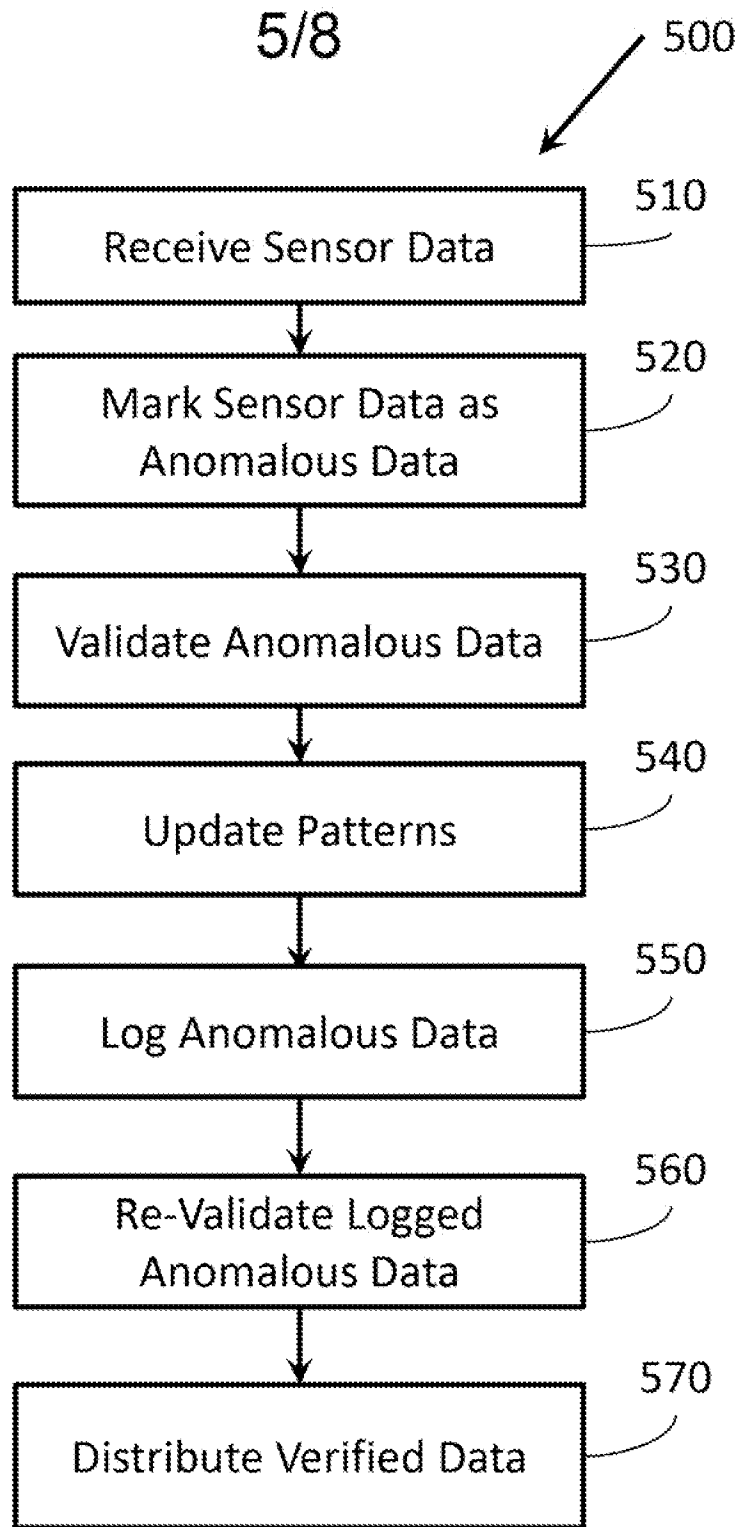 5/8
500
510
Receive Sensor Data
520
Mark Sensor Data as
Anomalous Data
530
Validate Anomalous Data
540
Update Patterns
550
Log Anomalous Data
560
Re-Validate Logged
Anomalous Data
570
Distribute Verified Data